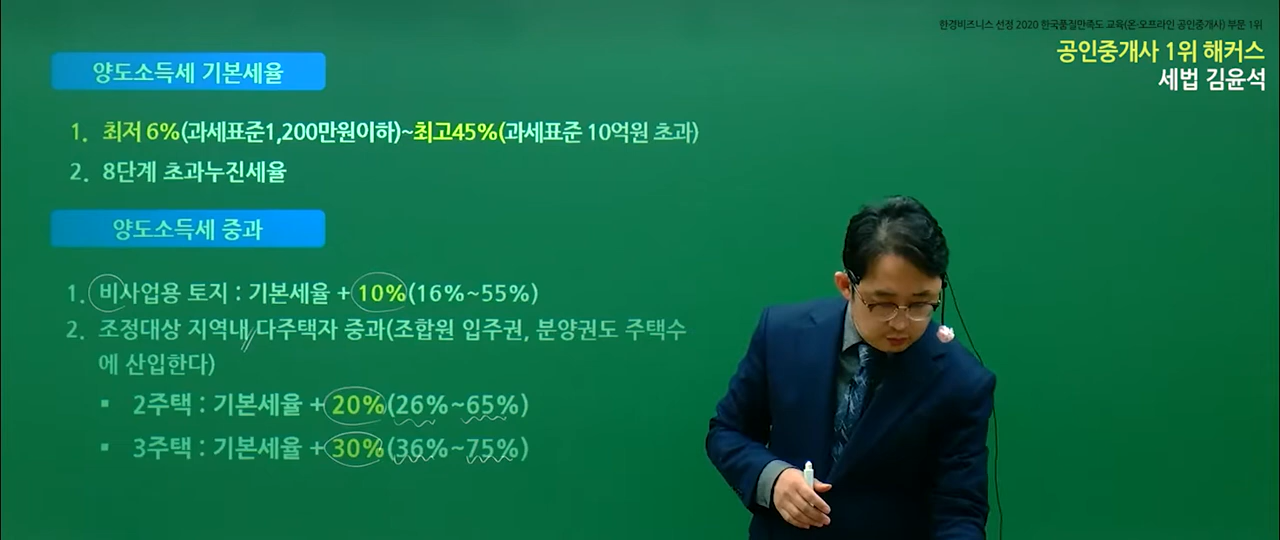 한경비즈니스 선정 2020 한국품질만족도 교육(온·오프라인 공인중개사) 부문 1위
공인중개사 1위 해커스
세법 김윤석
양도소득세 기본세율
1. 최저 6%(과세표준1,200만원이하)~최고45%(과세표준 10억원 초과)
2. 8단계 초과누진세율
양도소득세 중과
1. 비사업용 토지 : 기본세율 +10%(16%~55%)
2. 조정대상 지역내 다주택자 중과(조합원 입주권, 분양권도 주택수
에 산입한다)
▪ 2주택 : 기본세율 +20%(26%~65%)
▪ 3주택 : 기본세율 +30%(36%~75%)